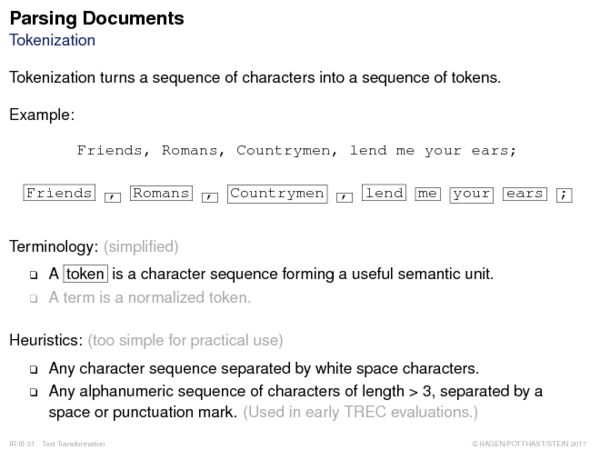 Parsing Documents
Tokenization
Tokenization turns a sequence of characters into a sequence of tokens.
Example:
Friends, Romans, Countrymen, lend me your ears;
Friends , Romans , Countrymen , lend me your ears ;
Terminology: (simplified)
❑ A token is a character sequence forming a useful semantic unit.
❑ A term is a normalized token.
Heuristics: (too simple for practical use)
❑ Any character sequence separated by white space characters.
❑ Any alphanumeric sequence of characters of length > 3, separated by a
space or punctuation mark. (Used in early TREC evaluations.)
IR:III-31 Text Transformation © HAGEN/POTTHAST/STEIN 2017